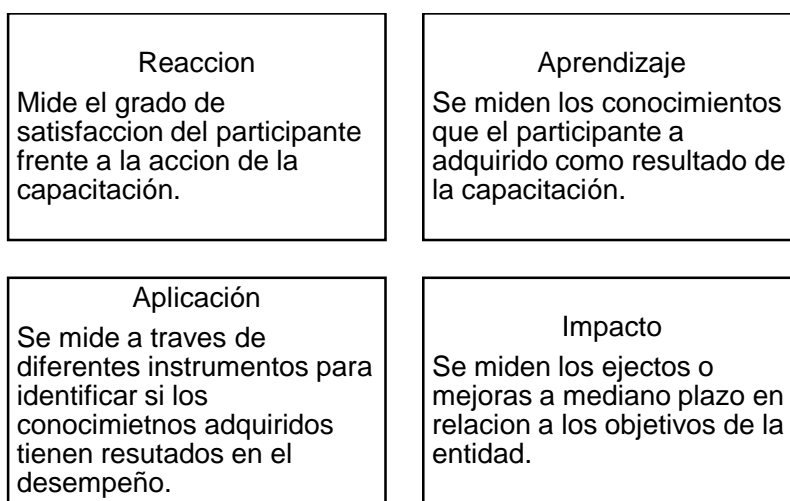 Reaccion
Mide el grado de
satisfaccion del participante
frente a la accion de la
capacitación.
Aprendizaje
Se miden los conocimientos
que el participante a
adquirido como resultado de
la capacitación.
Aplicación
Se mide a traves de
diferentes instrumentos para
identificar si los
conocimietnos adquiridos
tienen resutados en el
desempeño.
Impacto
Se miden los ejectos o
mejoras a mediano plazo en
relacion a los objetivos de la
entidad.